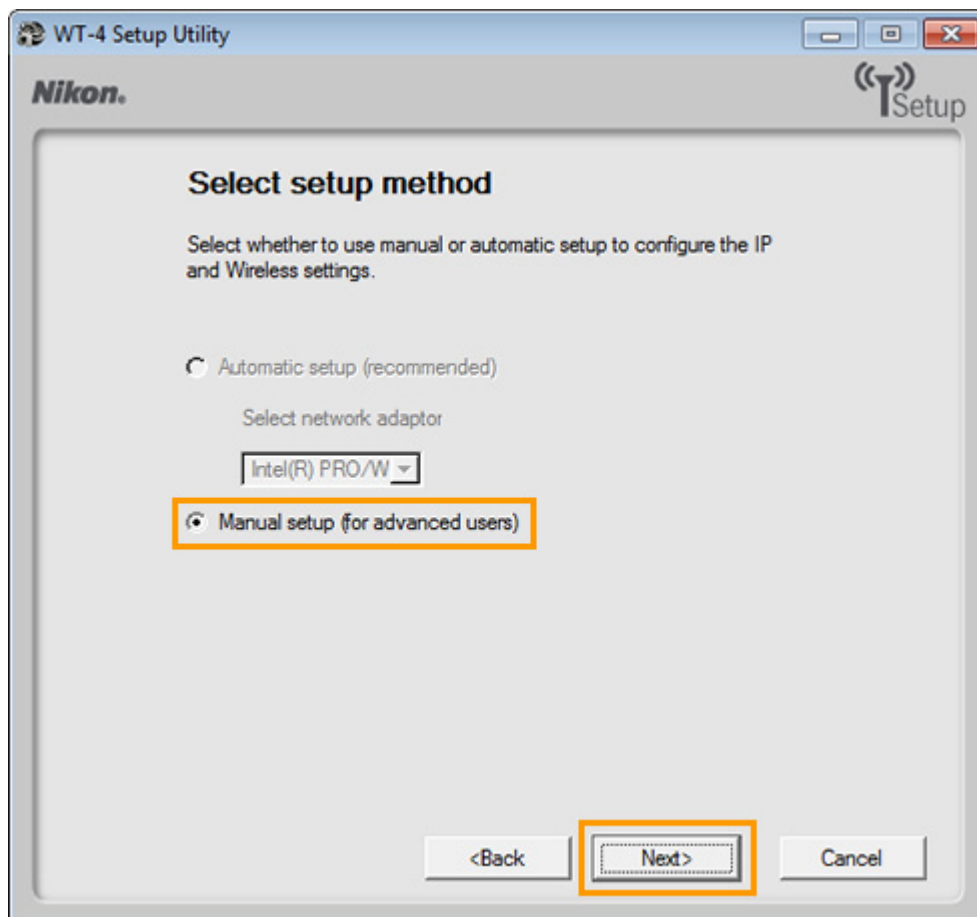 WT-4 Setup Utility
Nikon®
Setup
Select setup method
Select whether to use manual or automatic setup to configure the IP
and Wireless settings.
Automatic setup (recommended)
Select network adaptor
Intel(R) PRO/W
Manual setup (for advanced users)
<Back
Next>
Cancel